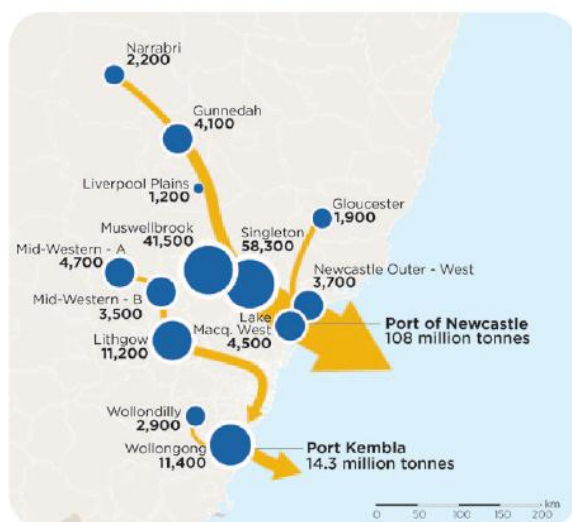 Narrabri
2,200
Gunnedah
4,100
Liverpool Plains
1,200
Gloucester
1,900
Muswellbrook
41,500
Singleton
58,300
Mid-Western - A
4,700
Newcastle Outer - West
3,700
Mid-Western - B
3,500
Lake
Macq. West
4,500
Port of Newcastle
108 million tonnes
Lithgow
11,200
Wollondilly
2,900
Wollongong
11,400
Port Kembla
14.3 million tonnes
km
0 50 100 150 200